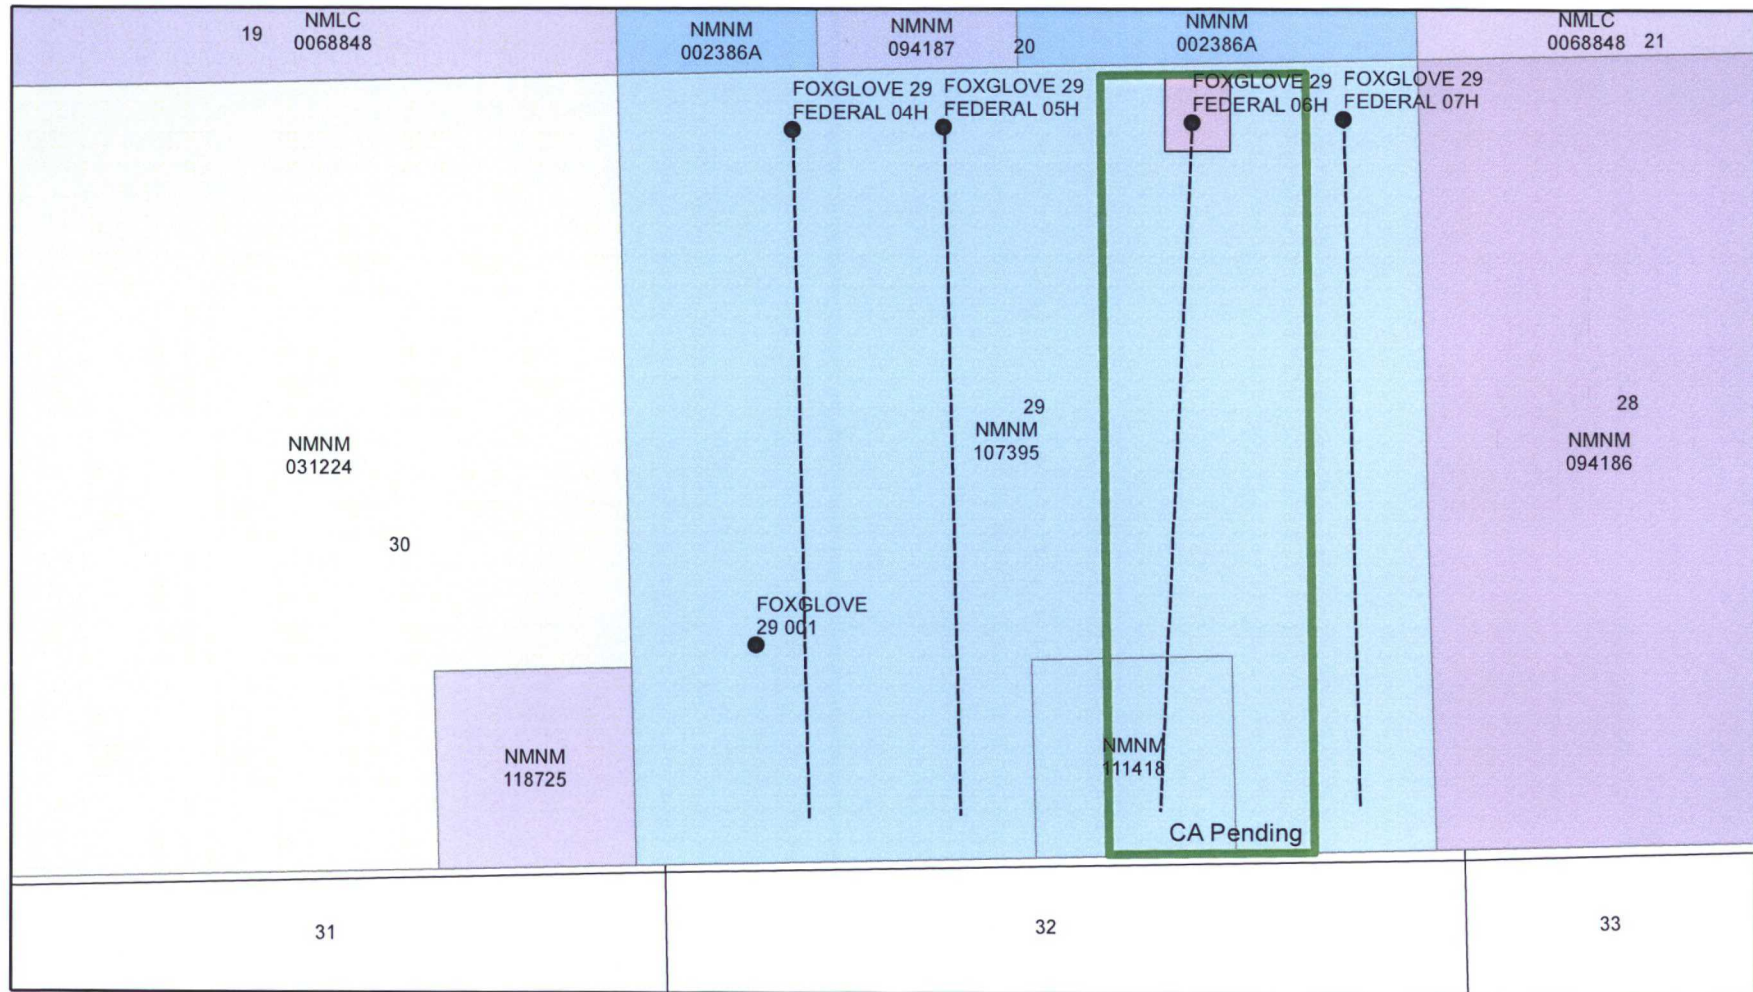 19
NMLC
0068848
NMNM
002386A
NMNM
094187
20
NMNM
002386A
NMLC
0068848
21
FOXGLOVE 29
FEDERAL 04H
FOXGLOVE 29
FEDERAL 05H
FOXGLOVE 29
FEDERAL 06H
FOXGLOVE 29
FEDERAL 07H
NMNM
031224
30
29
NMNM
107395
28
NMNM
094186
FOXGLOVE
29 001
NMNM
118725
NMNM
111418
CA Pending
31
32
33